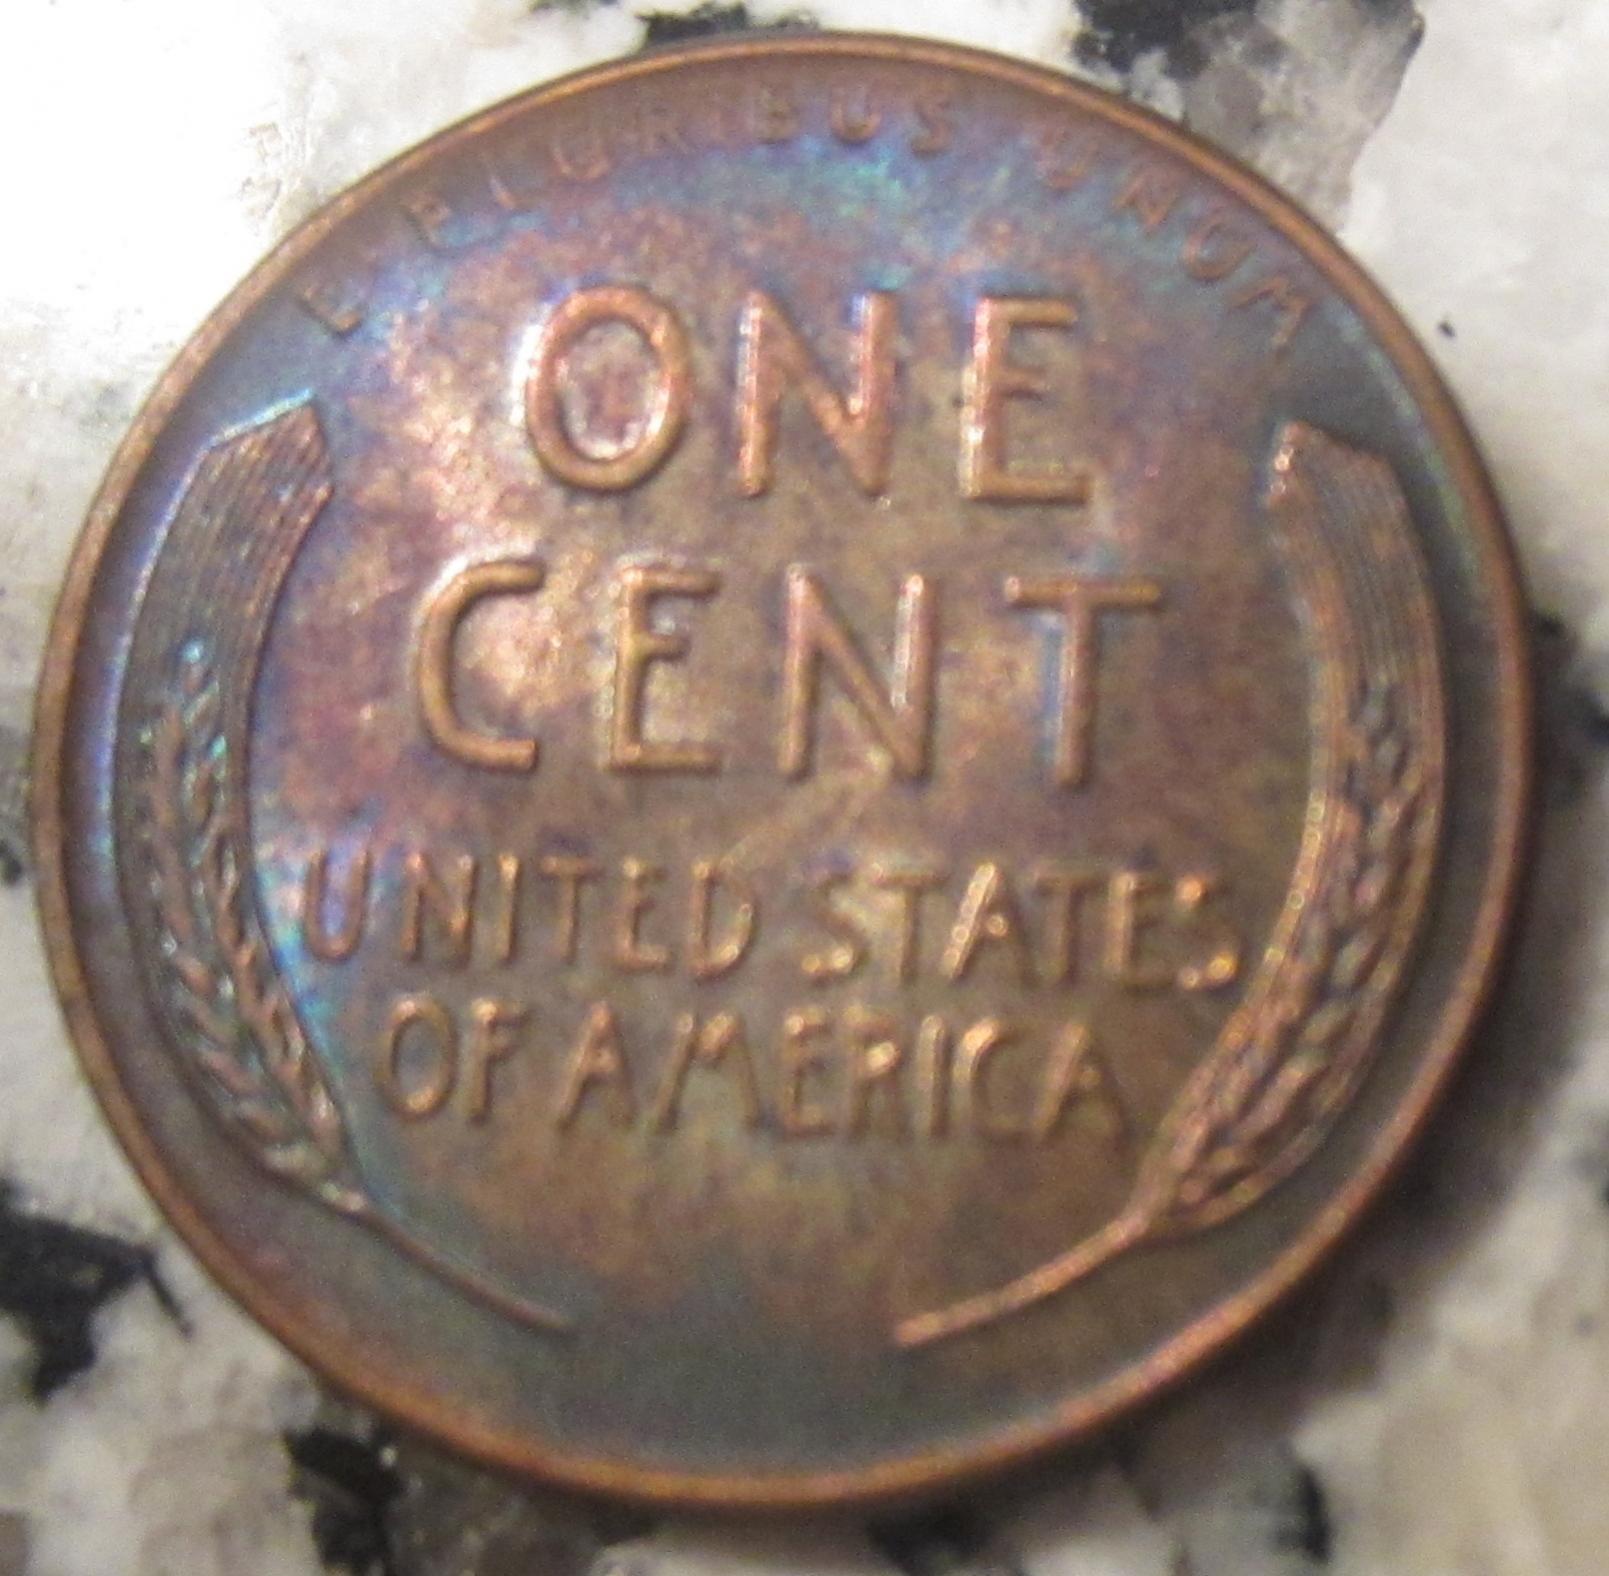 E PLURIBUS UNUM
ONE
CENT
UNITED STATES
OF AMERICA